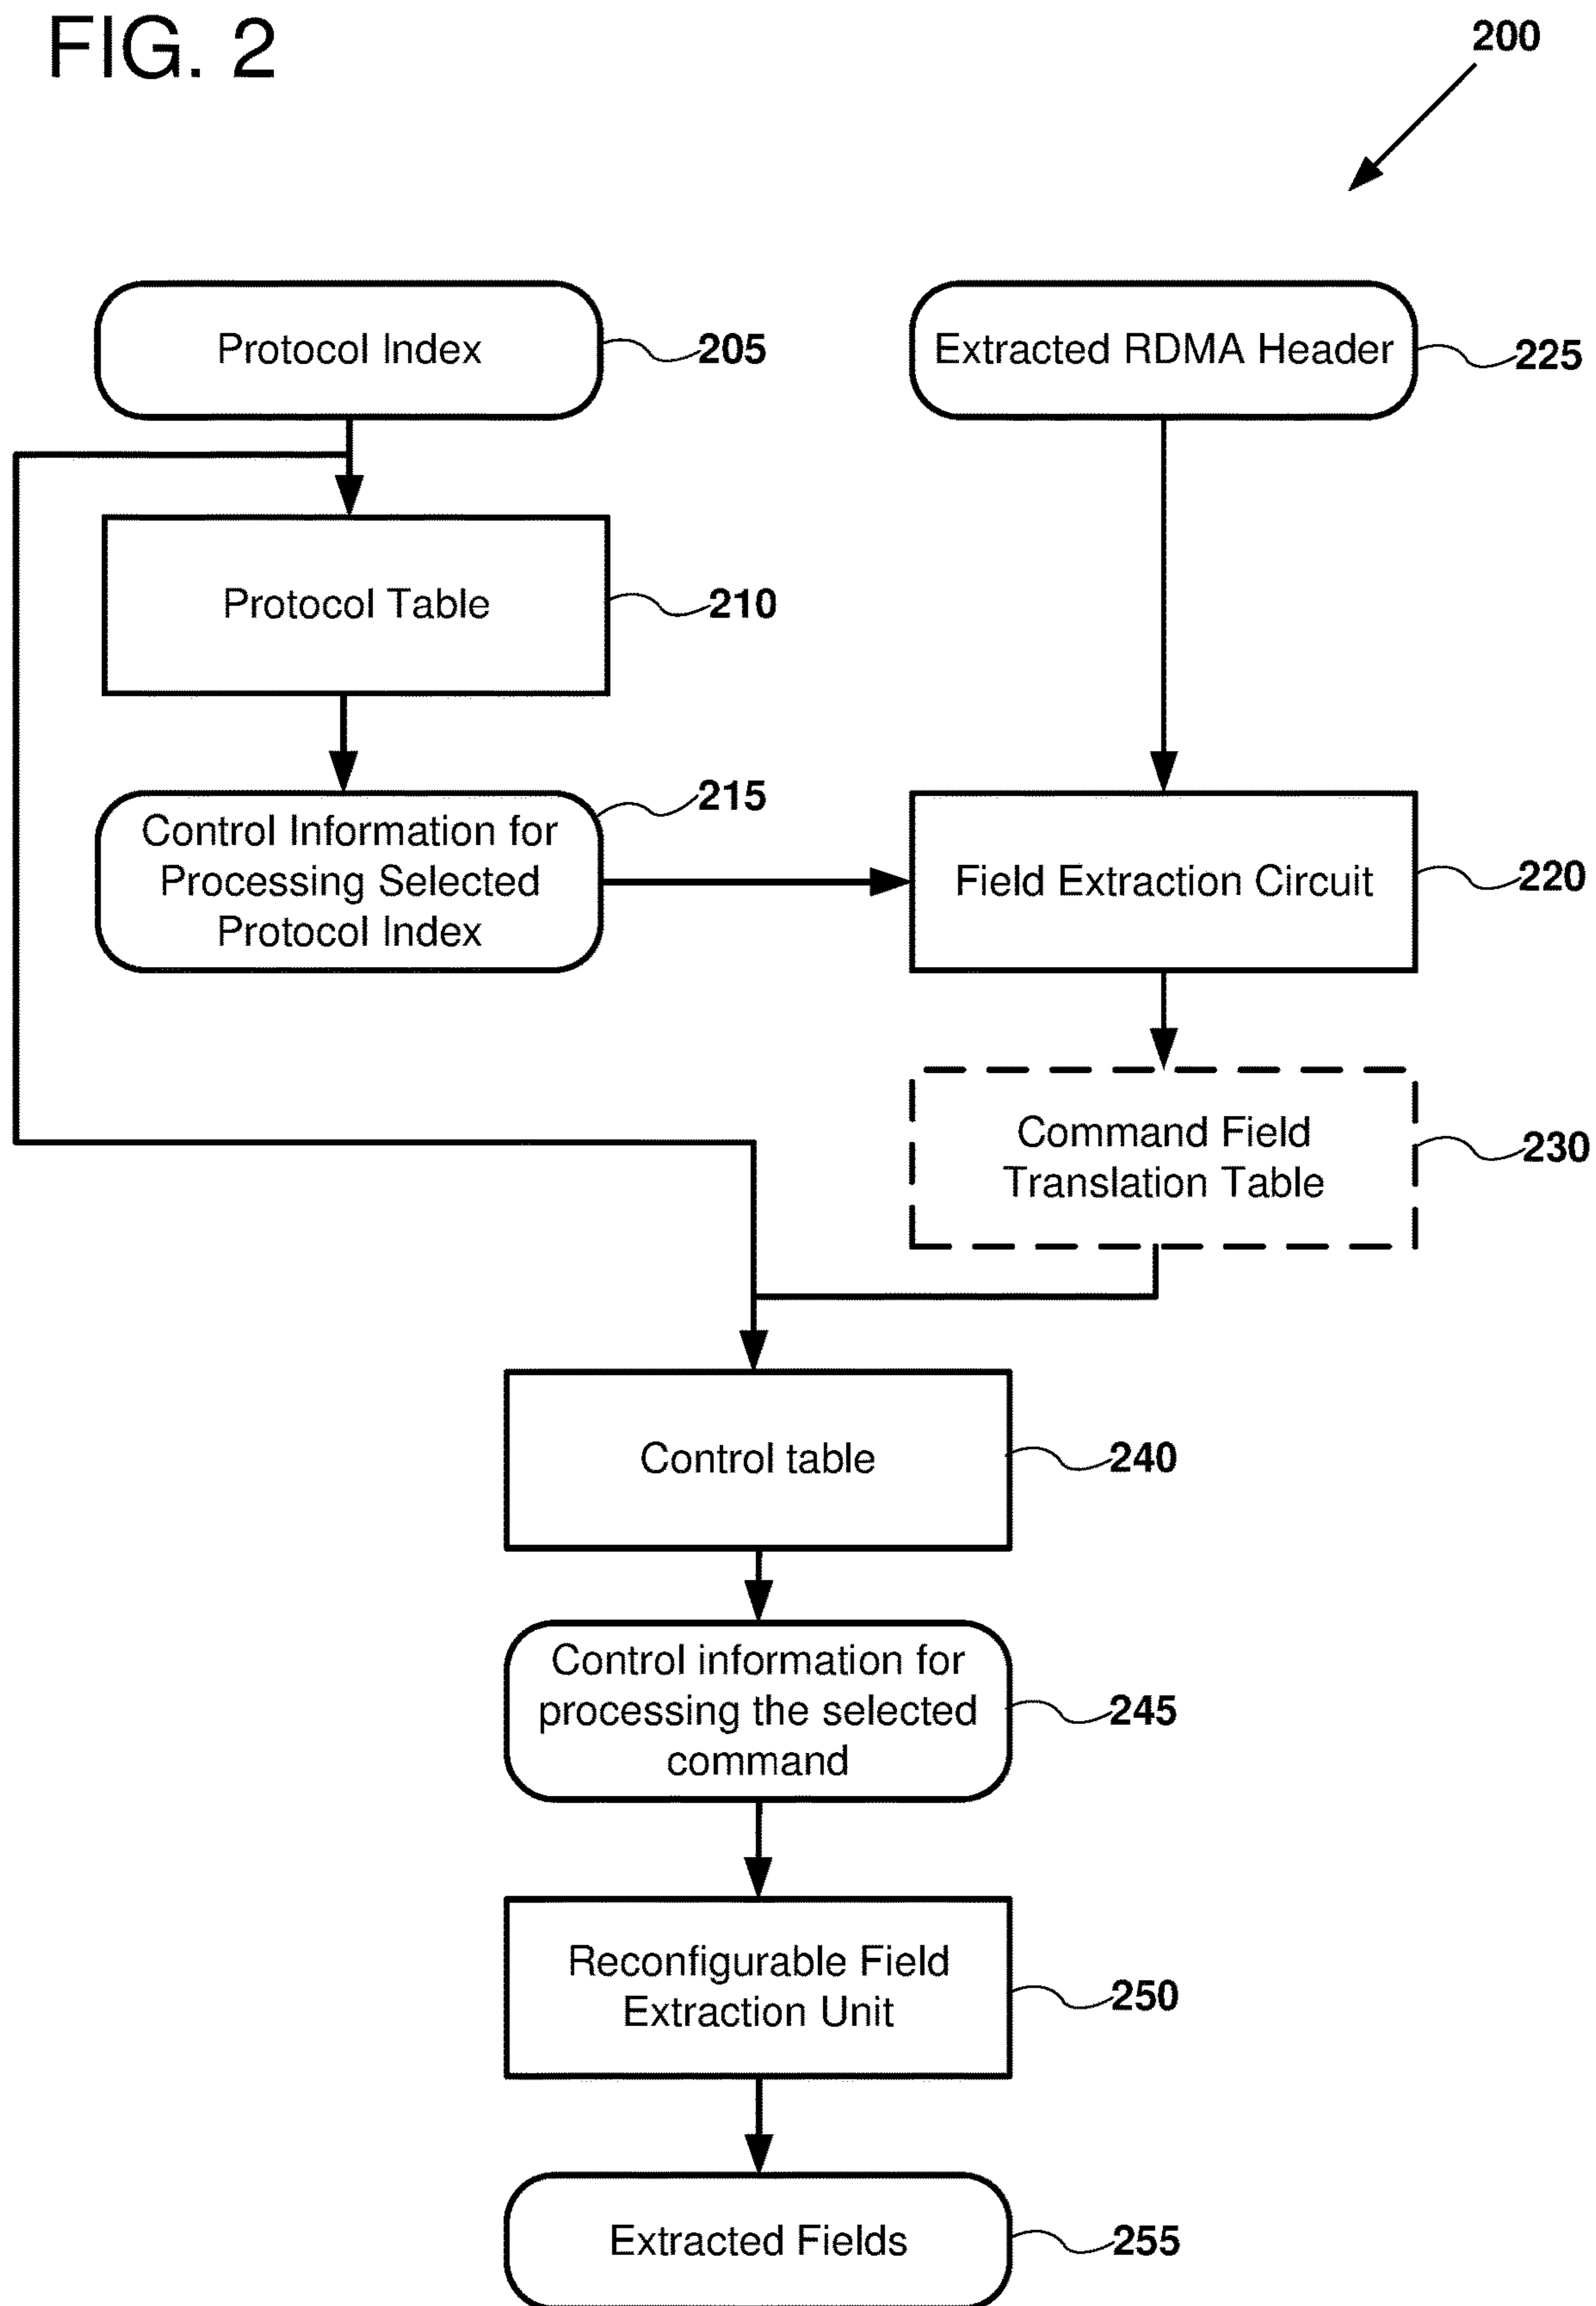 FIG. 2
200
Protocol Index
205
Extracted RDMA Header
225
Protocol Table
210
215
Control Information for
Processing Selected
Protocol Index
Field Extraction Circuit
220
Command Field
Translation Table
230
Control table
240
Control information for
processing the selected
command
245
Reconfigurable Field
Extraction Unit
250
Extracted Fields
255